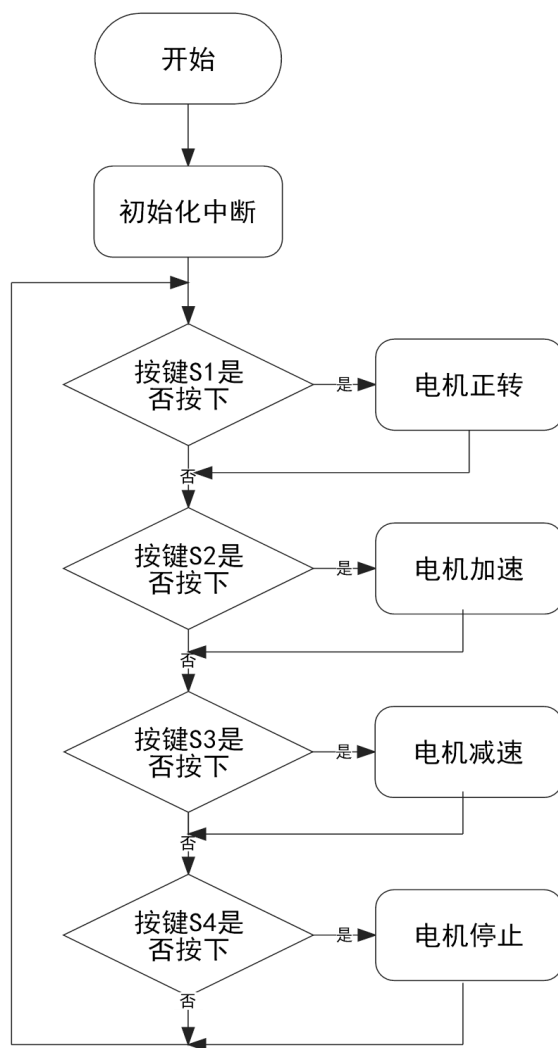 开始
初始化中断
按键S1是
否按下
是
电机正转
否
按键S2是
否按下
是
电机加速
否
按键S3是
否按下
是
电机减速
否
按键S4是
否按下
是
电机停止
否